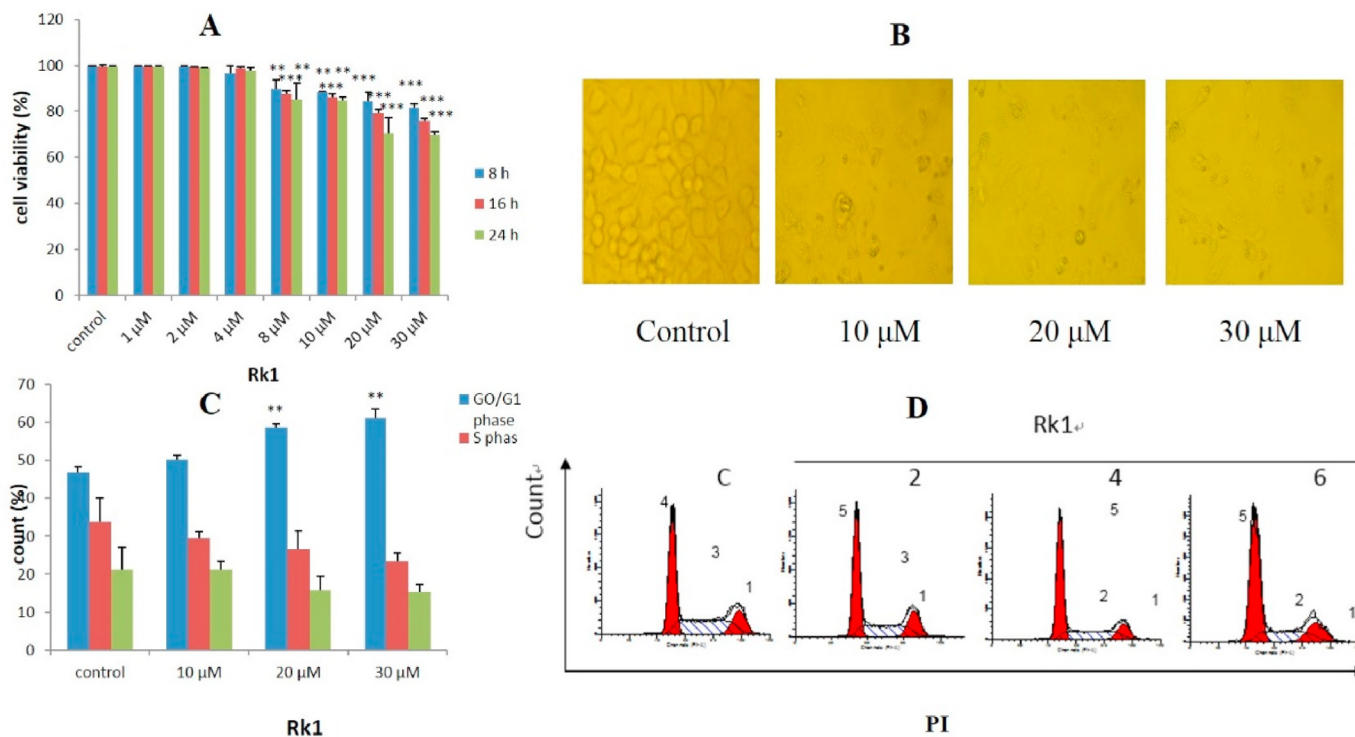 A
120
100
80
60
40
20
0
cell viability (%)
** ** ** ** *** ***
*** *** *** ***
*** ***
8 h
16 h
24 h
control 1 μM 2 μM 4 μM 8 μM 10 μM 20 μM 30 μM
Rk1
B
Control 10 μM 20 μM 30 μM
C
70
60
50
40
30
20
10
0
count (%)
** **
GO/G1
phase
S phas
control 10 μM 20 μM 30 μM
Rk1
D
Rk1
C 2 4 6
Count
4 3 1
5 3 1
5 2 1
5 2 1
PI